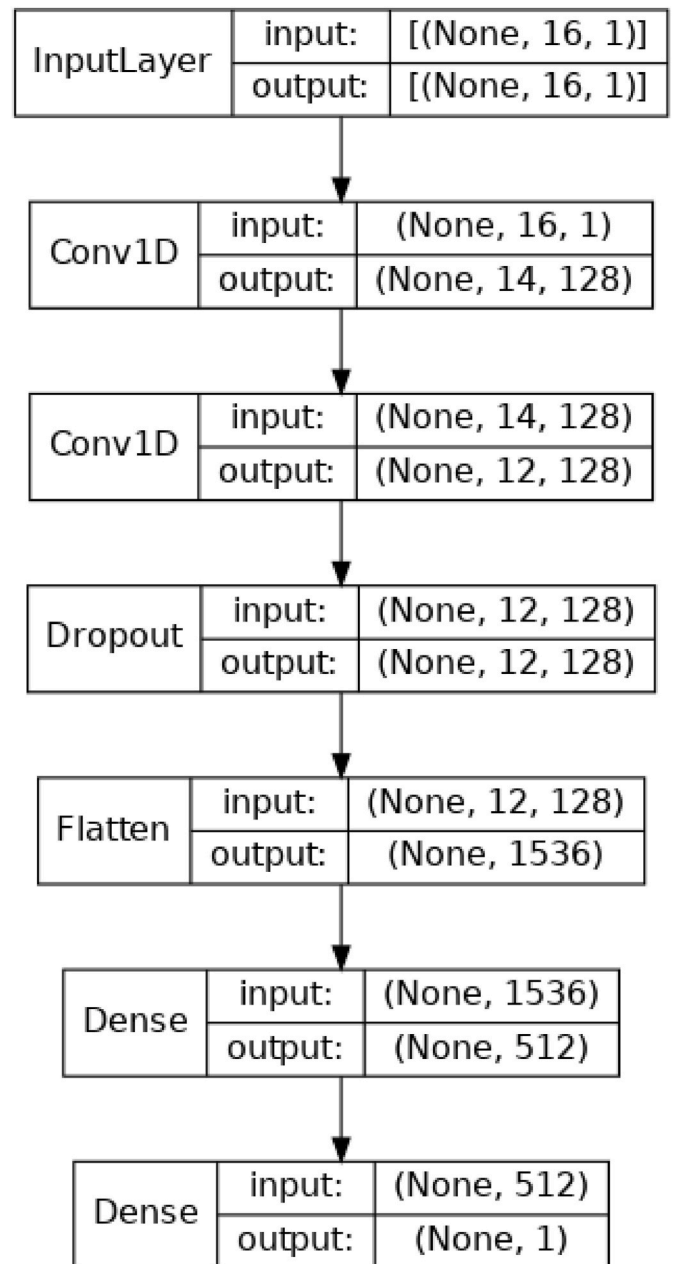 InputLayer
input: [(None, 16, 1)]
output: [(None, 16, 1)]
Conv1D
input: (None, 16, 1)
output: (None, 14, 128)
Conv1D
input: (None, 14, 128)
output: (None, 12, 128)
Dropout
input: (None, 12, 128)
output: (None, 12, 128)
Flatten
input: (None, 12, 128)
output: (None, 1536)
Dense
input: (None, 1536)
output: (None, 512)
Dense
input: (None, 512)
output: (None, 1)